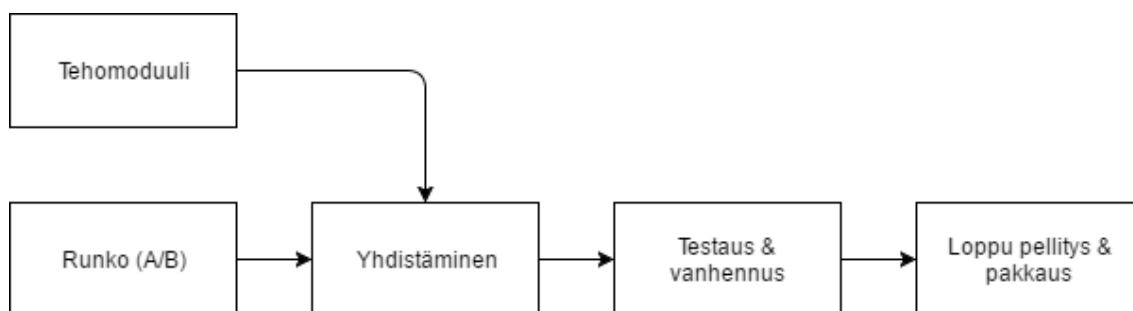 Tehomoduuli
Runko (A/B)
Yhdistäminen
Testaus &
vanhennus
Loppu pellitys &
pakkaus